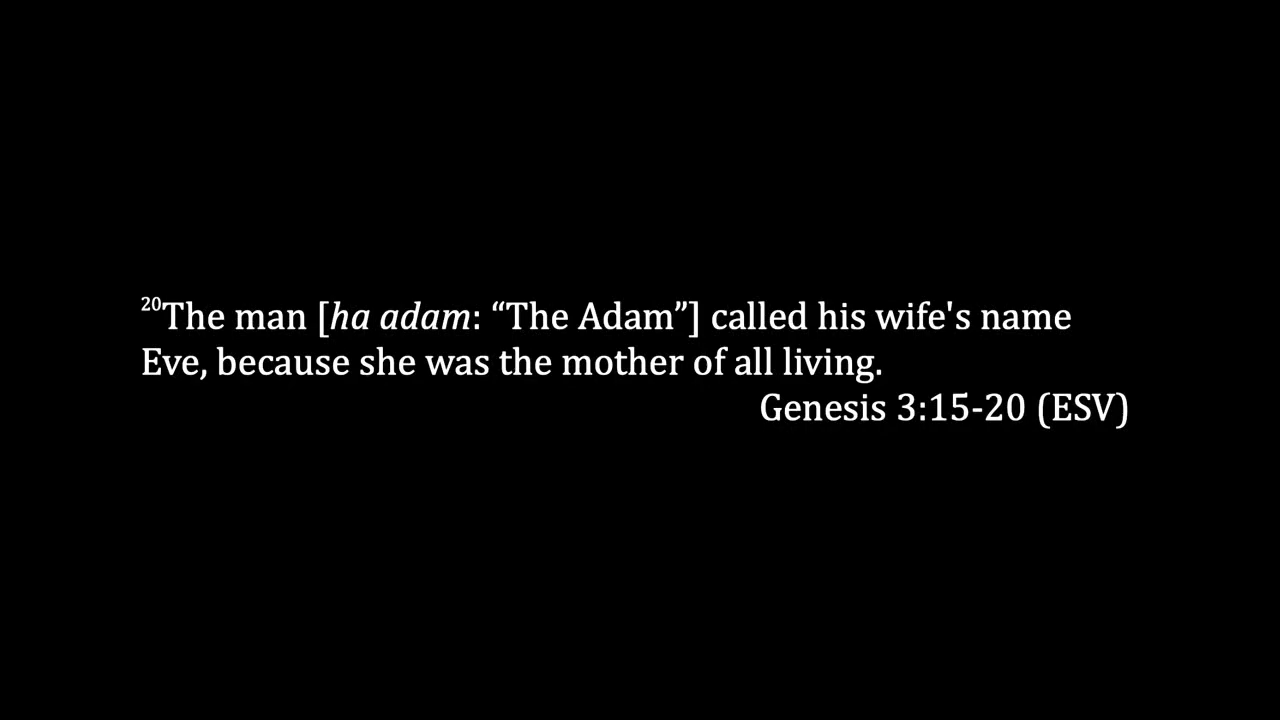 20The man [ha adam: “The Adam”] called his wife's name
Eve, because she was the mother of all living.
Genesis 3:15-20 (ESV)